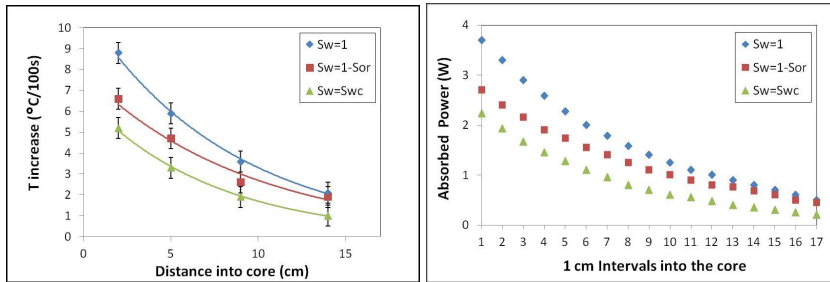 10
9
8
7
6
5
4
3
2
1
0
T increase (°C/100s)
Sw=1
Sw=1-Sor
Sw=Swc
0 5 10 15
Distance into core (cm)
4
3
2
1
0
Absorbed Power (W)
Sw=1
Sw=1-Sor
Sw=Swc
1 2 3 4 5 6 7 8 9 10 11 12 13 14 15 16 17
1 cm Intervals into the core